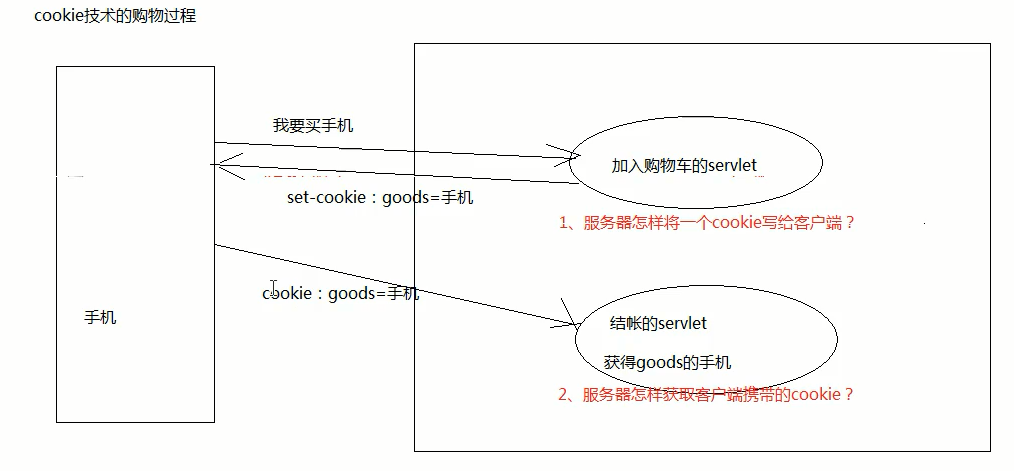 cookie技术的购物过程
我要买手机
加入购物车的servlet
set-cookie：goods=手机
1、服务器怎样将一个cookie写给客户端？
cookie：goods=手机
手机
结帐的servlet
获得goods的手机
2、服务器怎样获取客户端携带的cookie？